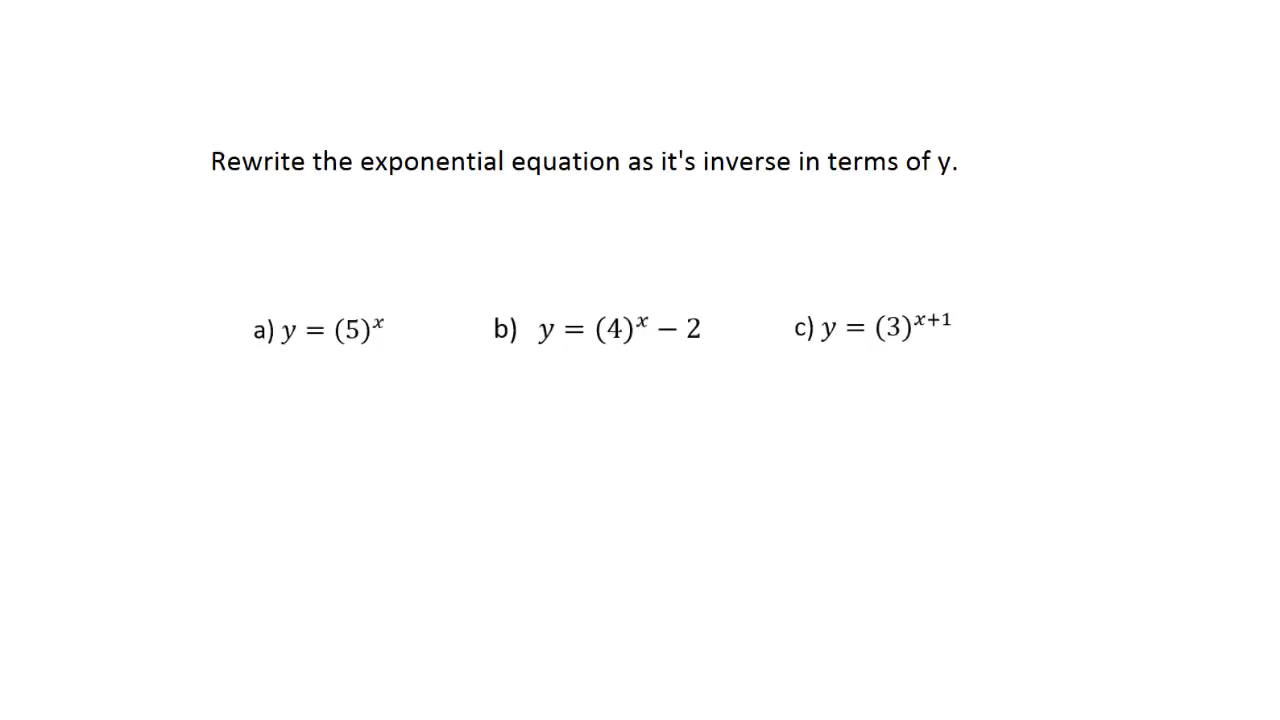 Rewrite the exponential equation as it's inverse in terms of y.
a) y = (5)^x b) y = (4)^x − 2 c) y = (3)^{x+1}